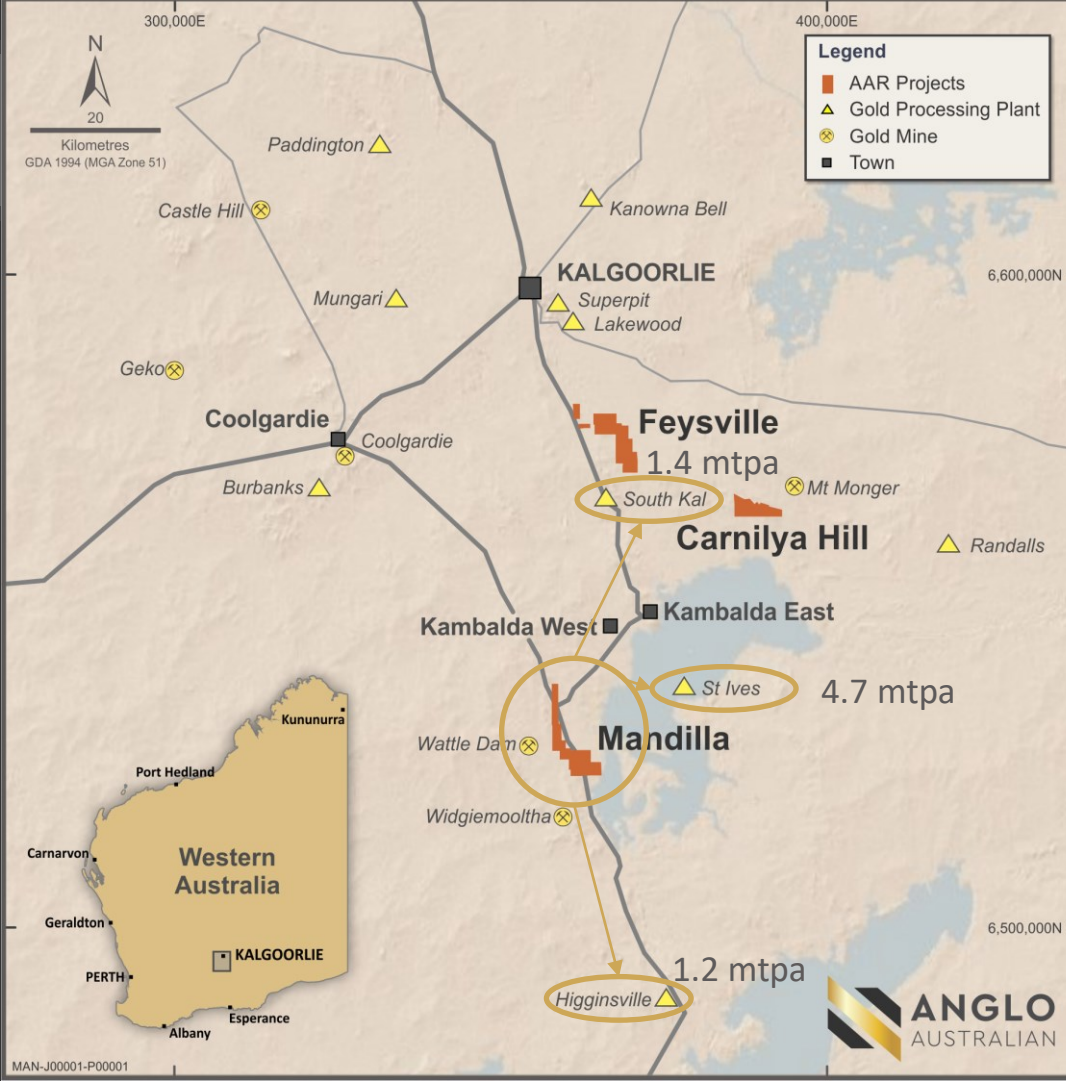 300,000E
400,000E
N
20
Kilometres
GDA 1994 (MGA Zone 51)
Legend
AAR Projects
Gold Processing Plant
Gold Mine
Town
Paddington
Castle Hill
Kanowna Bell
KALGOORLIE
6,600,000N
Mungari
Superpit
Lakewood
Geko
Coolgardie
Coolgardie
Feysville
1.4 mtpa
Burbanks
South Kal
Mt Monger
Carnilya Hill
Randalls
Kambalda West
Kambalda East
St Ives
4.7 mtpa
Wattle Dam
Mandilla
Widgiemooltha
Kununurra
Port Hedland
Carnarvon
Western
Australia
Geraldton
KALGOORLIE
PERTH
Esperance
Albany
6,500,000N
1.2 mtpa
Higginsville
ANGLO
AUSTRALIAN
MAN-J00001-P00001